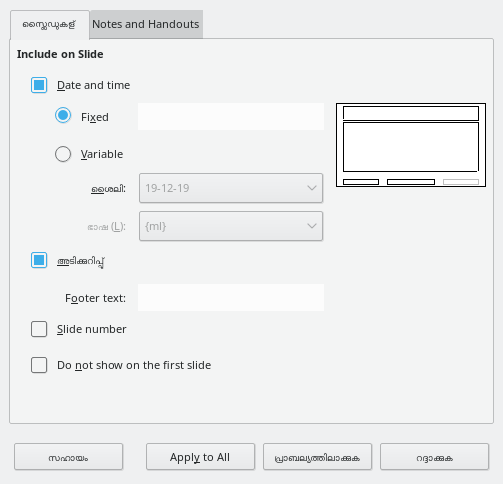 സ്ലൈഡുകള് Notes and Handouts
Include on Slide
Date and time
Fixed
Variable
ശൈലി: 19-12-19
ഭാഷ (L): {ml}
അടിക്കുറിപ്പു്
Footer text:
Slide number
Do not show on the first slide
സഹായം Apply to All പ്രാബല്യത്തിലാക്കുക റദ്ദാക്കുക